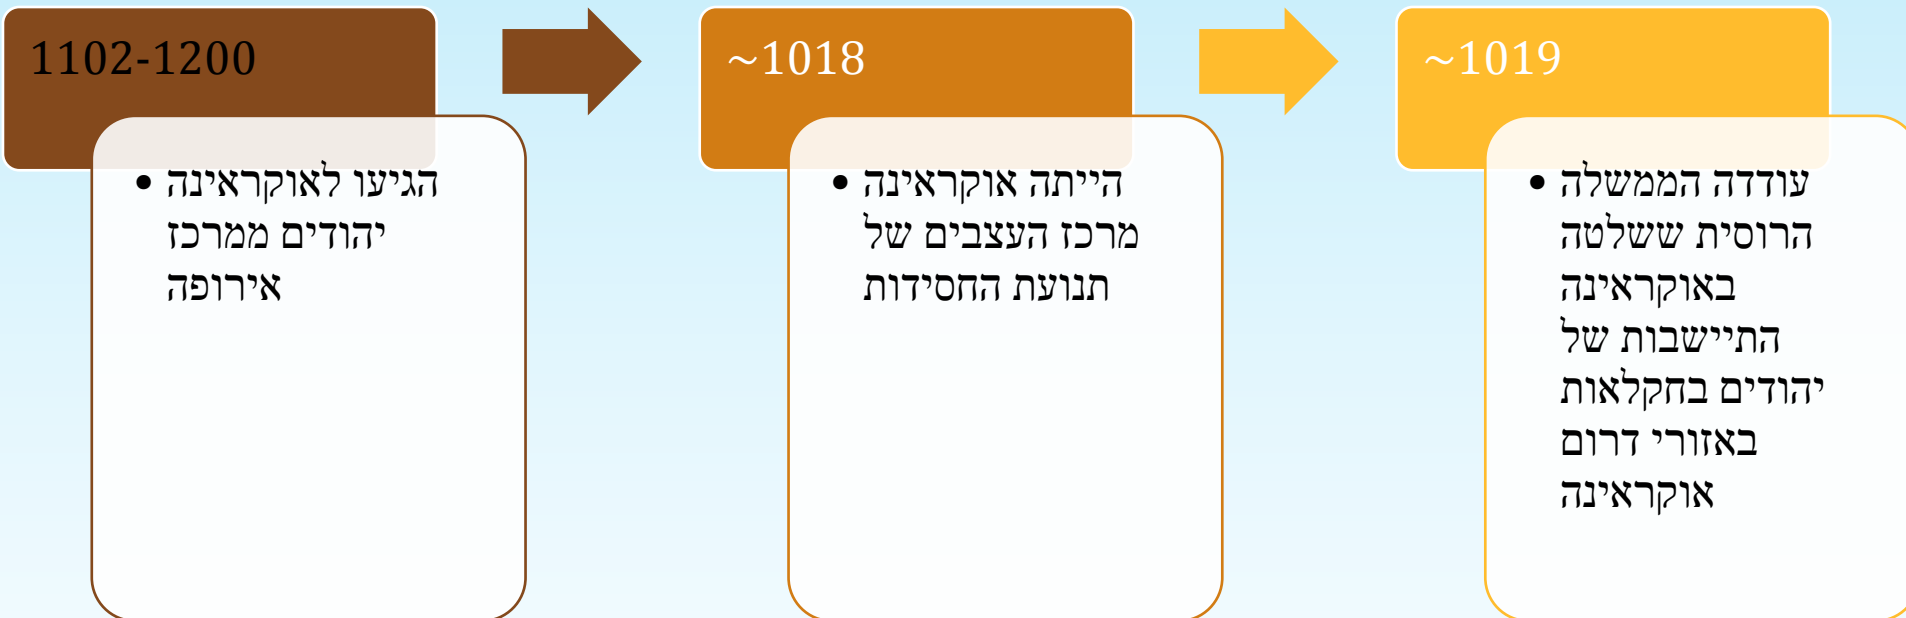 1102-1200
• הגיעו לאוקראינה
יהודים ממרכז
אירופה
~1018
• הייתה אוקראינה
מרכז העצבים של
תנועת החסידות
~1019
• עודדה הממשלה
הרוסית ששלטה
באוקראינה
התיישבות של
יהודים בחקלאות
באזורי דרום
אוקראינה